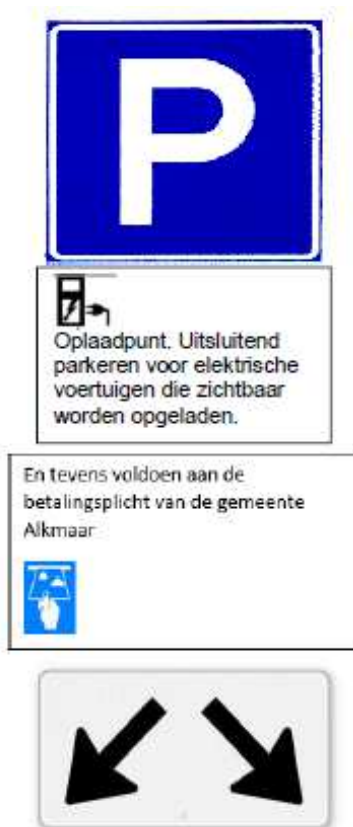 P
Oplaadpunt. Uitsluitend
parkeren voor elektrische
voertuigen die zichtbaar
worden opgeladen.
En tevens voldoen aan de
betalingsplicht van de gemeente
Alkmaar